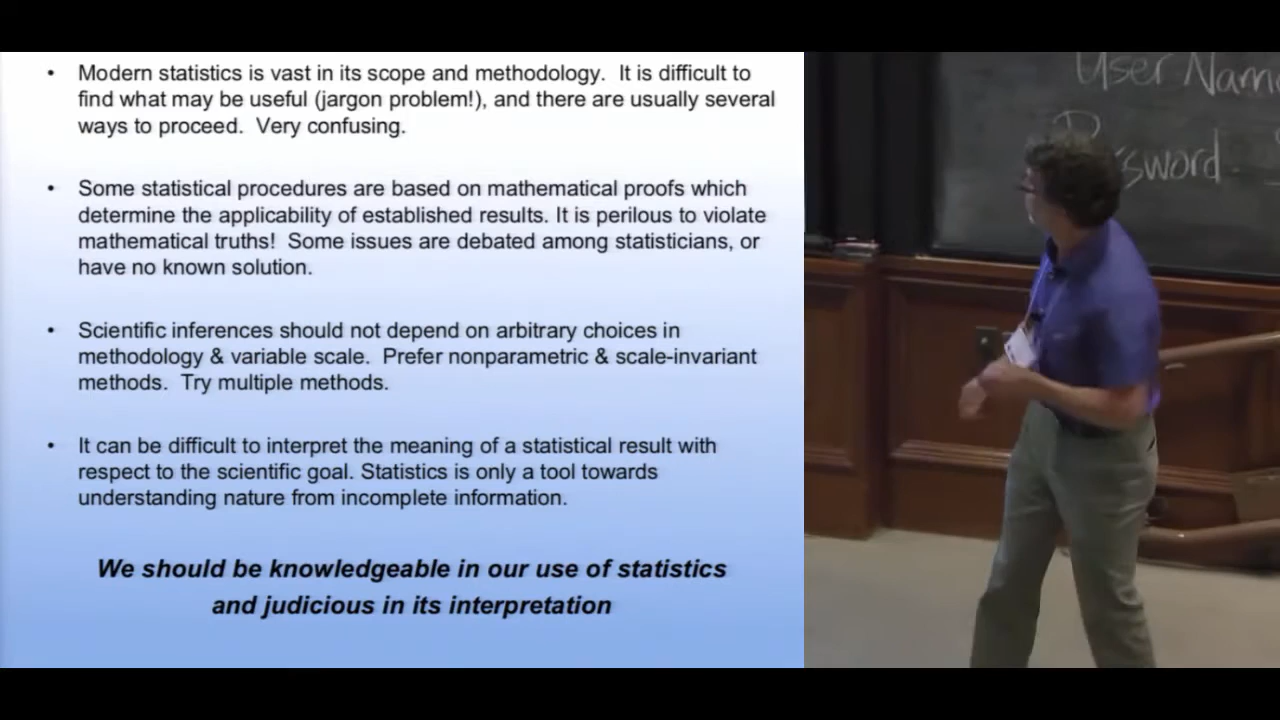 • Modern statistics is vast in its scope and methodology. It is difficult to
find what may be useful (jargon problem!), and there are usually several
ways to proceed. Very confusing.
• Some statistical procedures are based on mathematical proofs which
determine the applicability of established results. It is perilous to violate
mathematical truths! Some issues are debated among statisticians, or
have no known solution.
• Scientific inferences should not depend on arbitrary choices in
methodology & variable scale. Prefer nonparametric & scale-invariant
methods. Try multiple methods.
• It can be difficult to interpret the meaning of a statistical result with
respect to the scientific goal. Statistics is only a tool towards
understanding nature from incomplete information.
We should be knowledgeable in our use of statistics
and judicious in its interpretation
User Nam
P ssword